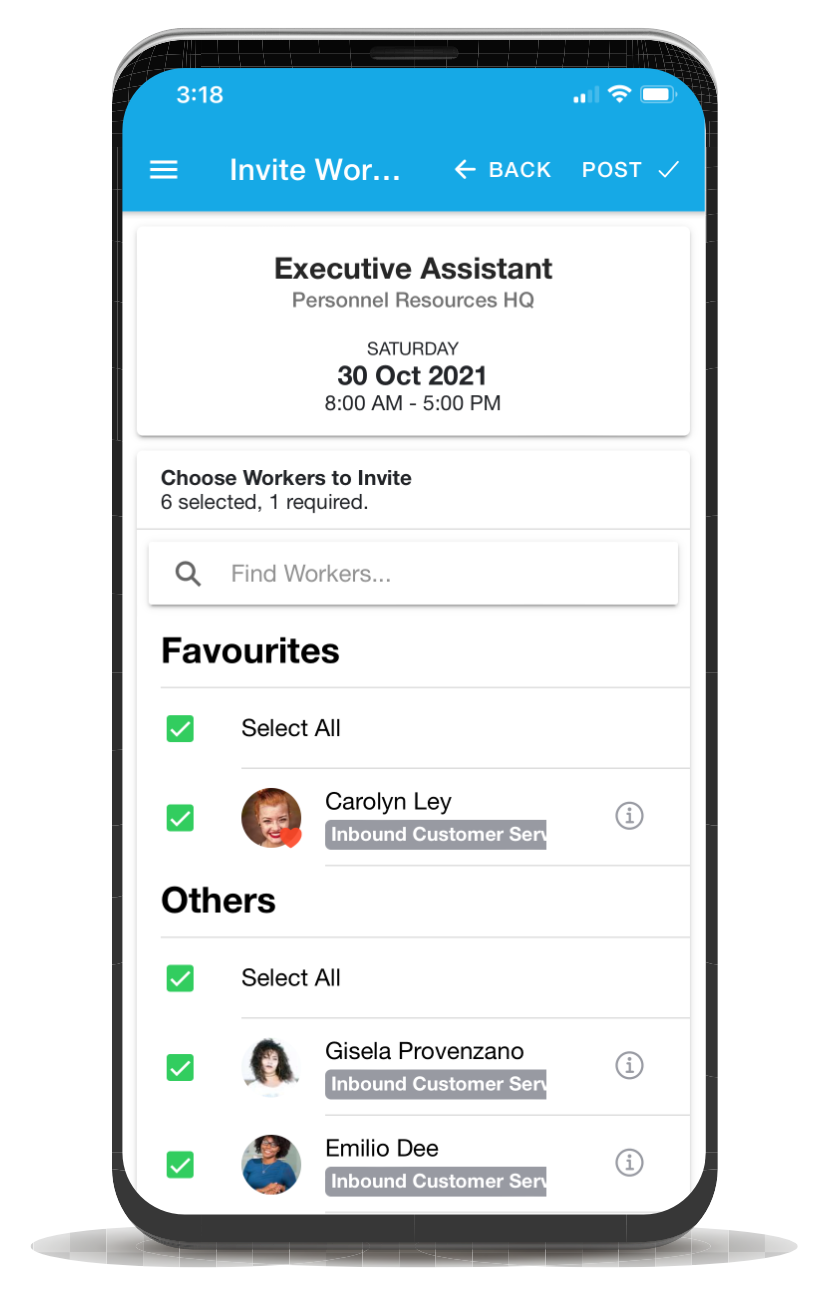 3:18
Invite Wor... BACK POST
Executive Assistant
Personnel Resources HQ
SATURDAY
30 Oct 2021
8:00 AM - 5:00 PM
Choose Workers to Invite
6 selected, 1 required.
Find Workers...
Favourites
Select All
Carolyn Ley
Inbound Customer Serv
Others
Select All
Gisela Provenzano
Inbound Customer Serv
Emilio Dee
Inbound Customer Serv